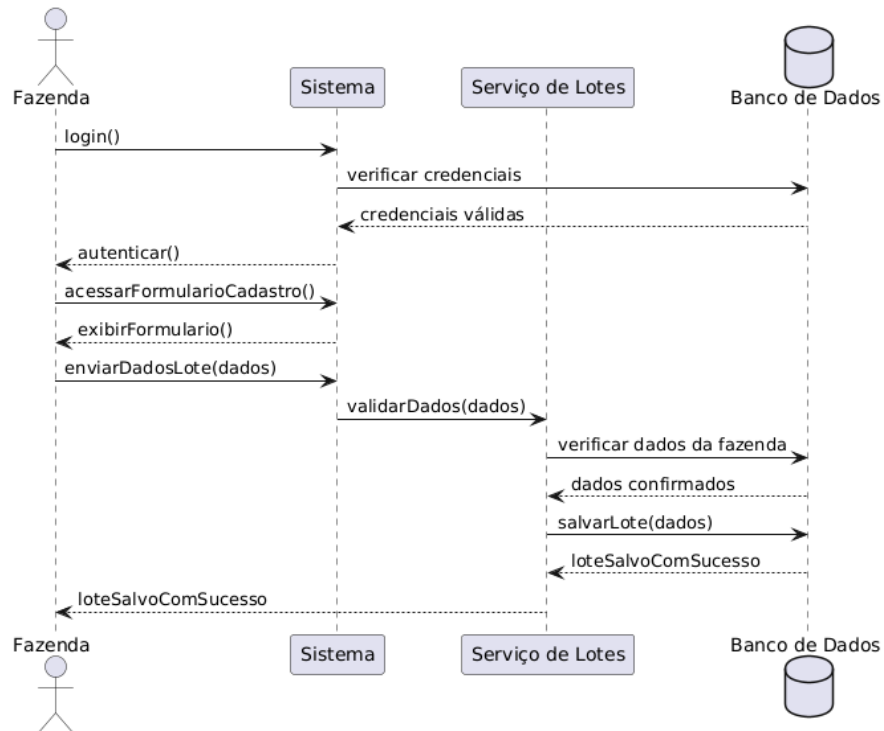 Fazenda
Sistema
Serviço de Lotes
Banco de Dados
login()
verificar credenciais
credenciais válidas
autenticar()
acessarFormularioCadastro()
exibirFormulario()
enviarDadosLote(dados)
validarDados(dados)
verificar dados da fazenda
dados confirmados
salvarLote(dados)
loteSalvoComSucesso
loteSalvoComSucesso
Fazenda
Sistema
Serviço de Lotes
Banco de Dados